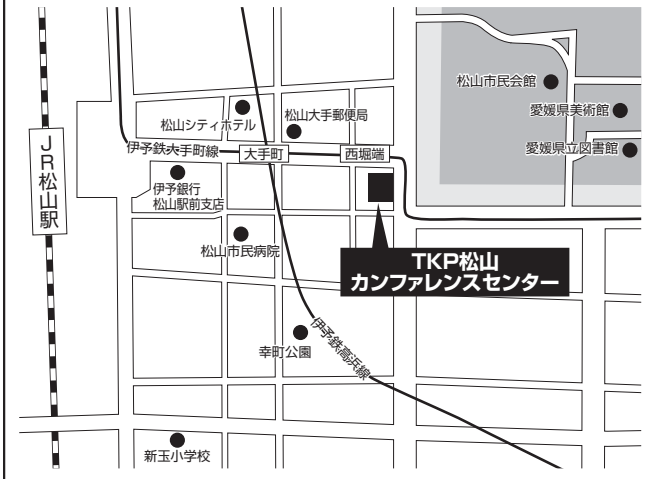 松山市民会館
愛媛県美術館
愛媛県立図書館
松山シティホテル
松山大手郵便局
伊予鉄大手町線
大手町
西堀端
JR松山駅
伊予銀行
松山駅前支店
松山市民病院
TKP松山
カンファレンスセンター
幸町公園
伊予鉄高浜線
新玉小学校